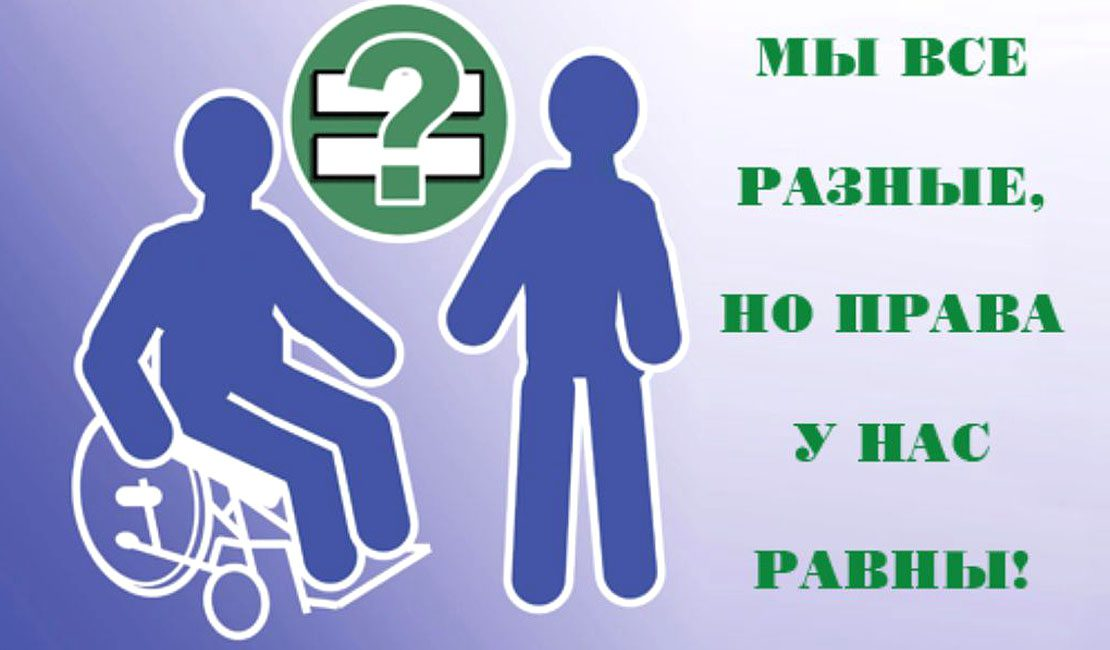 ?
МЫ ВСЕ
РАЗНЫЕ,
НО ПРАВА
У НАС
РАВНЫ!